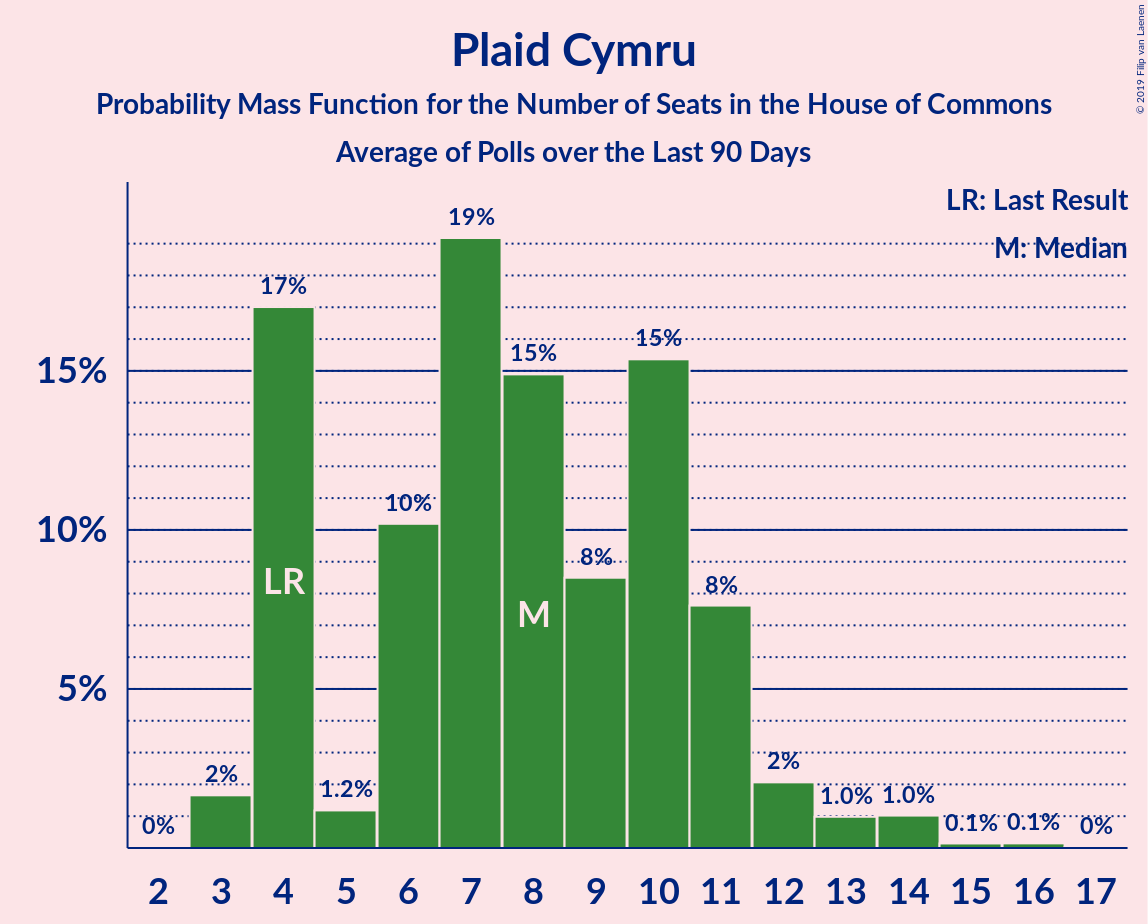 Plaid Cymru
Probability Mass Function for the Number of Seats in the House of Commons
Average of Polls over the Last 90 Days
© 2019 Filip van Laenen
LR: Last Result
M: Median
15%
10%
5%
0%
2%
17%
1.2%
10%
19%
15%
8%
15%
8%
2%
1.0%
1.0%
0.1%
0.1%
0%
LR
M
2 3 4 5 6 7 8 9 10 11 12 13 14 15 16 17